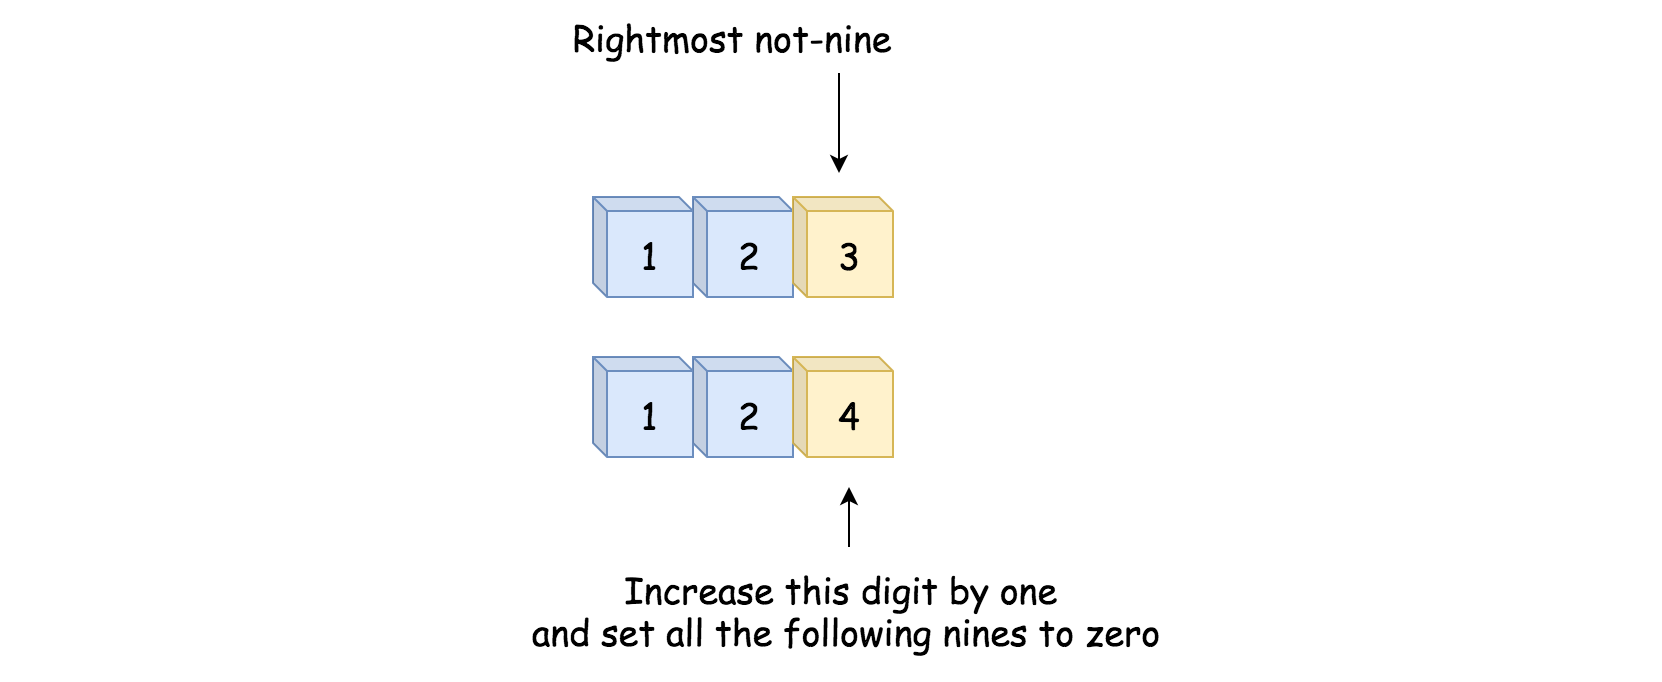 Rightmost not-nine
1 2 3
1 2 4
Increase this digit by one
and set all the following nines to zero